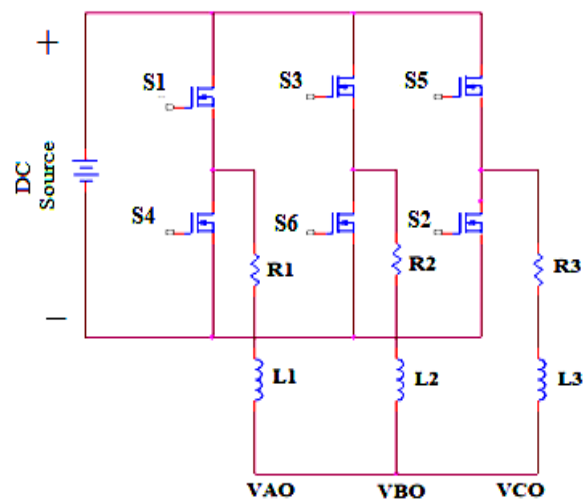 +
S1
S3
S5
DC
Source
S4
S6
S2
R1
R2
R3
–
L1
L2
L3
VAO
VBO
VCO